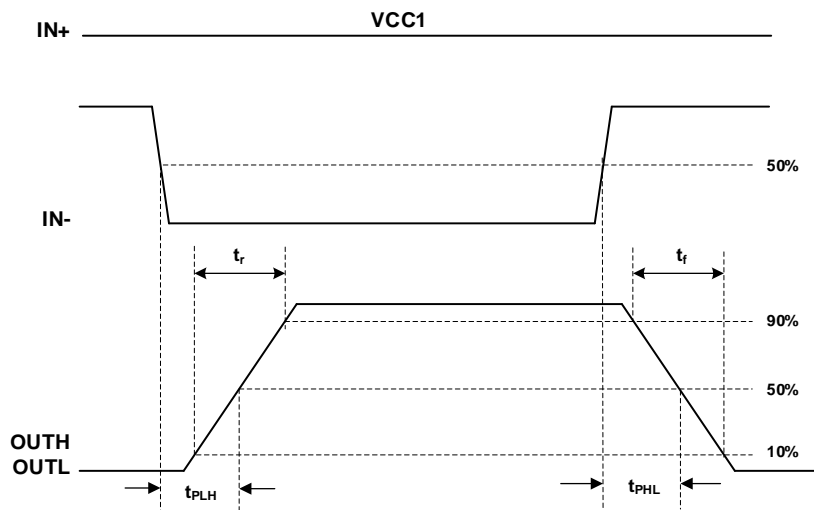 VCC1
IN+
50%
IN-
tr
tf
90%
50%
OUTH
OUTL
10%
tPLH
tPHL